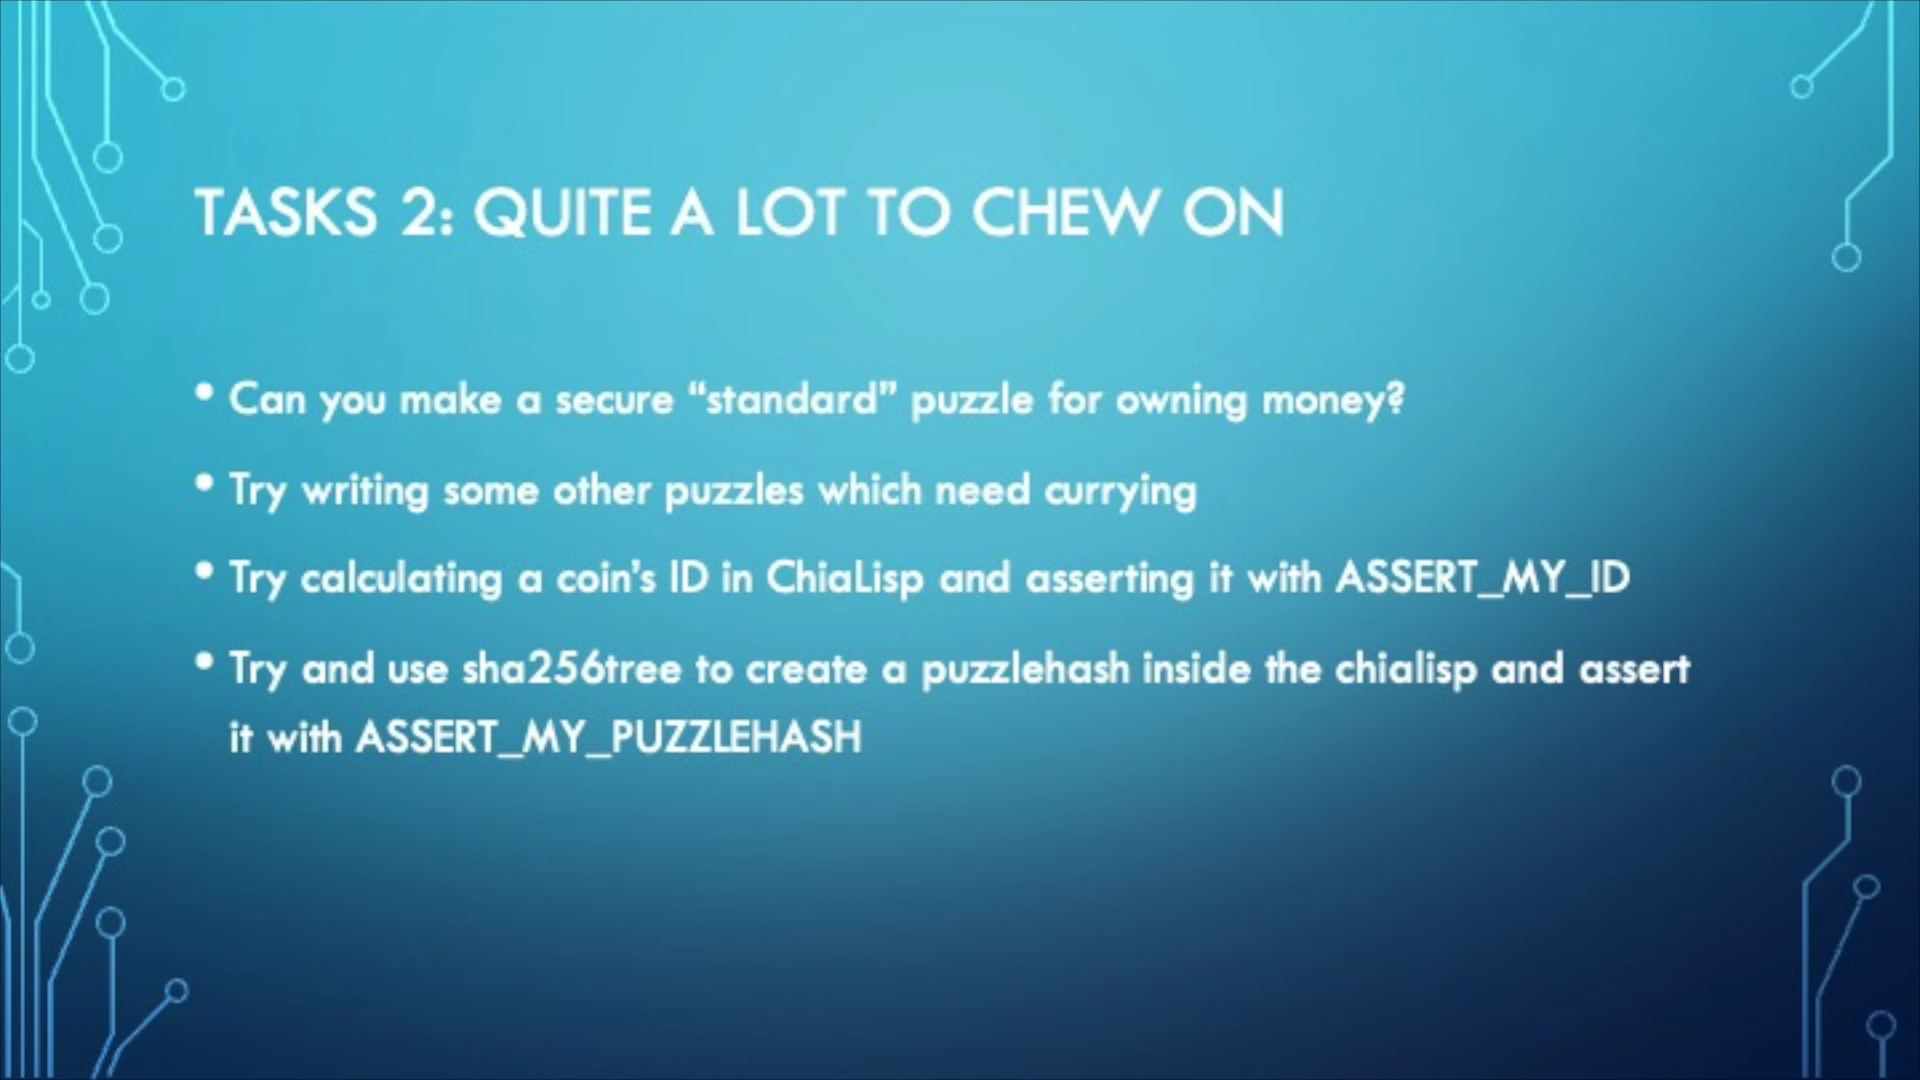 TASKS 2: QUITE A LOT TO CHEW ON
• Can you make a secure “standard” puzzle for owning money?
• Try writing some other puzzles which need currying
• Try calculating a coin’s ID in ChiaLisp and asserting it with ASSERT_MY_ID
• Try and use sha256tree to create a puzzlehash inside the chialisp and assert
it with ASSERT_MY_PUZZLEHASH